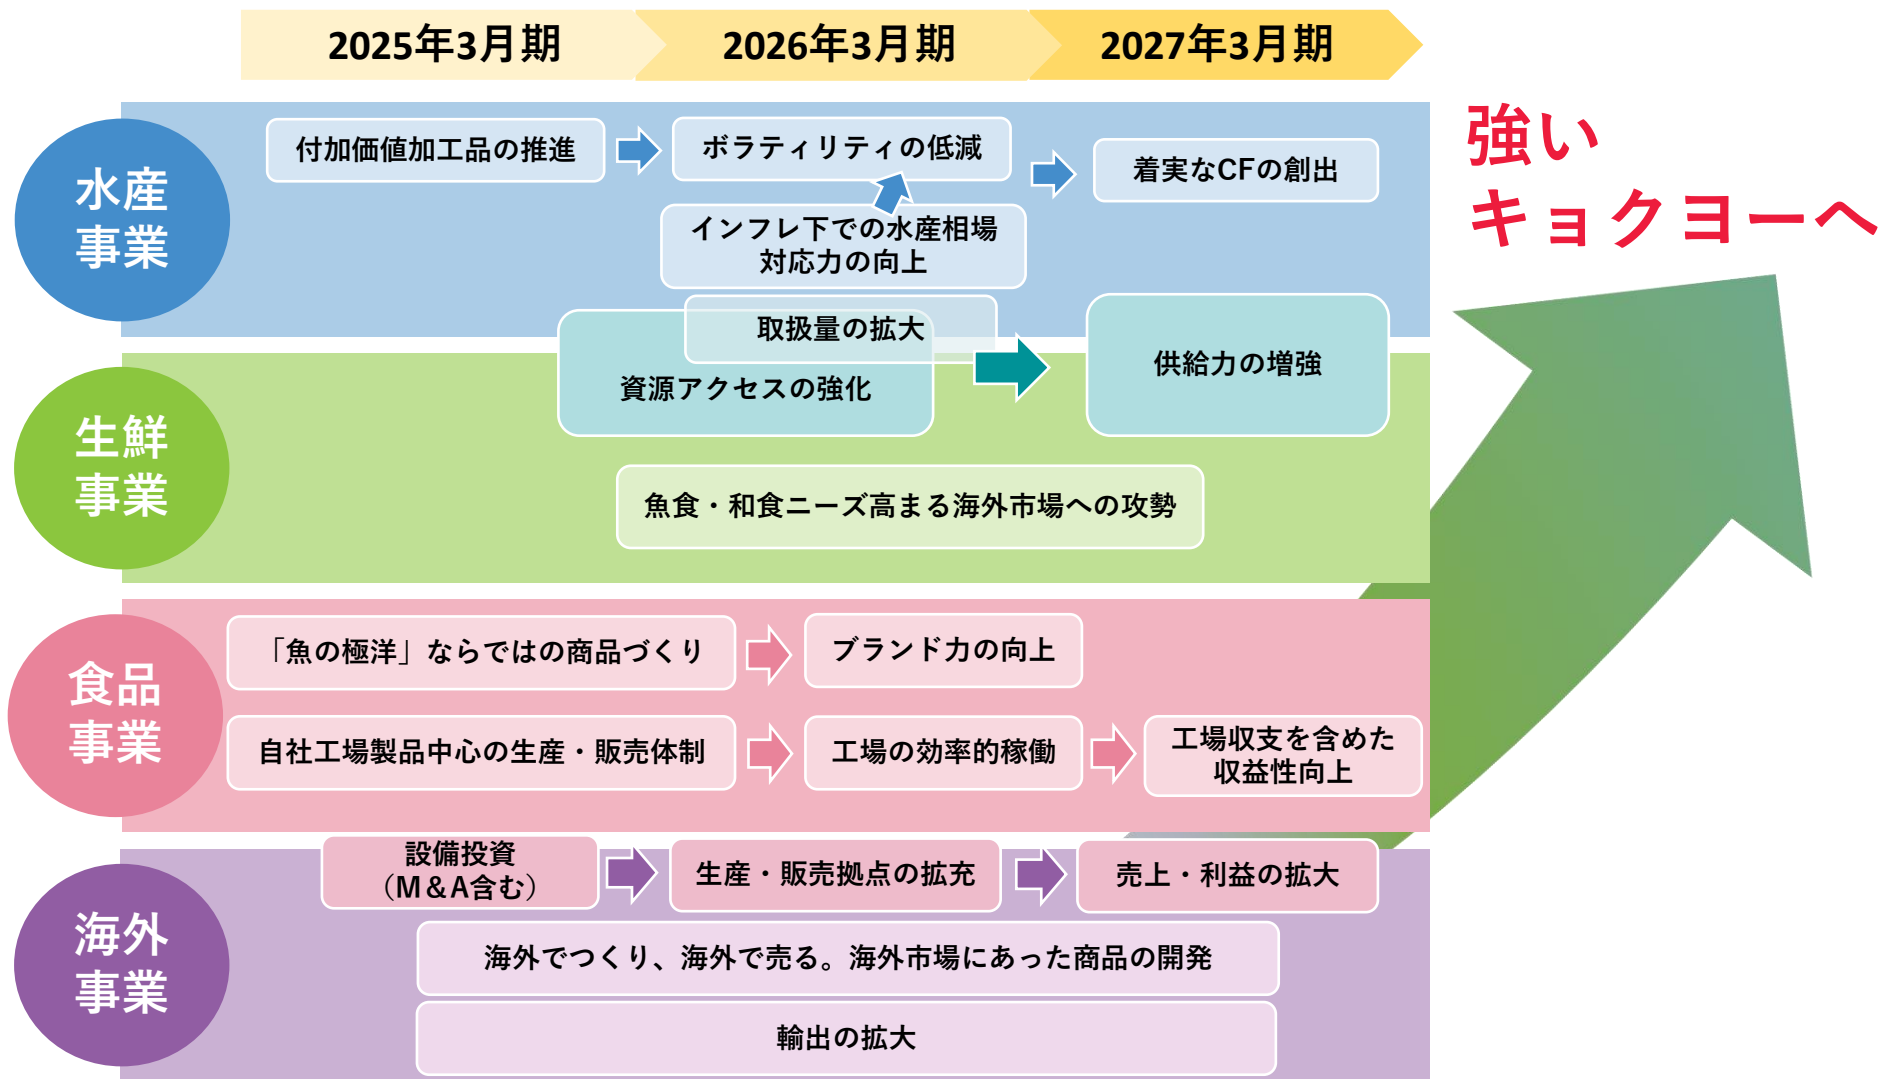 2025年3月期
2026年3月期
2027年3月期
強い
キョクヨーへ
水産
事業
付加価値加工品の推進
ボラティリティの低減
着実なCFの創出
インフレ下での水産相場
対応力の向上
取扱量の拡大
資源アクセスの強化
供給力の増強
生鮮
事業
魚食・和食ニーズ高まる海外市場への攻勢
食品
事業
「魚の極洋」ならではの商品づくり
ブランド力の向上
自社工場製品中心の生産・販売体制
工場の効率的稼働
工場収支を含めた
収益性向上
海外
事業
設備投資
（M＆A含む）
生産・販売拠点の拡充
売上・利益の拡大
海外でつくり、海外で売る。海外市場にあった商品の開発
輸出の拡大